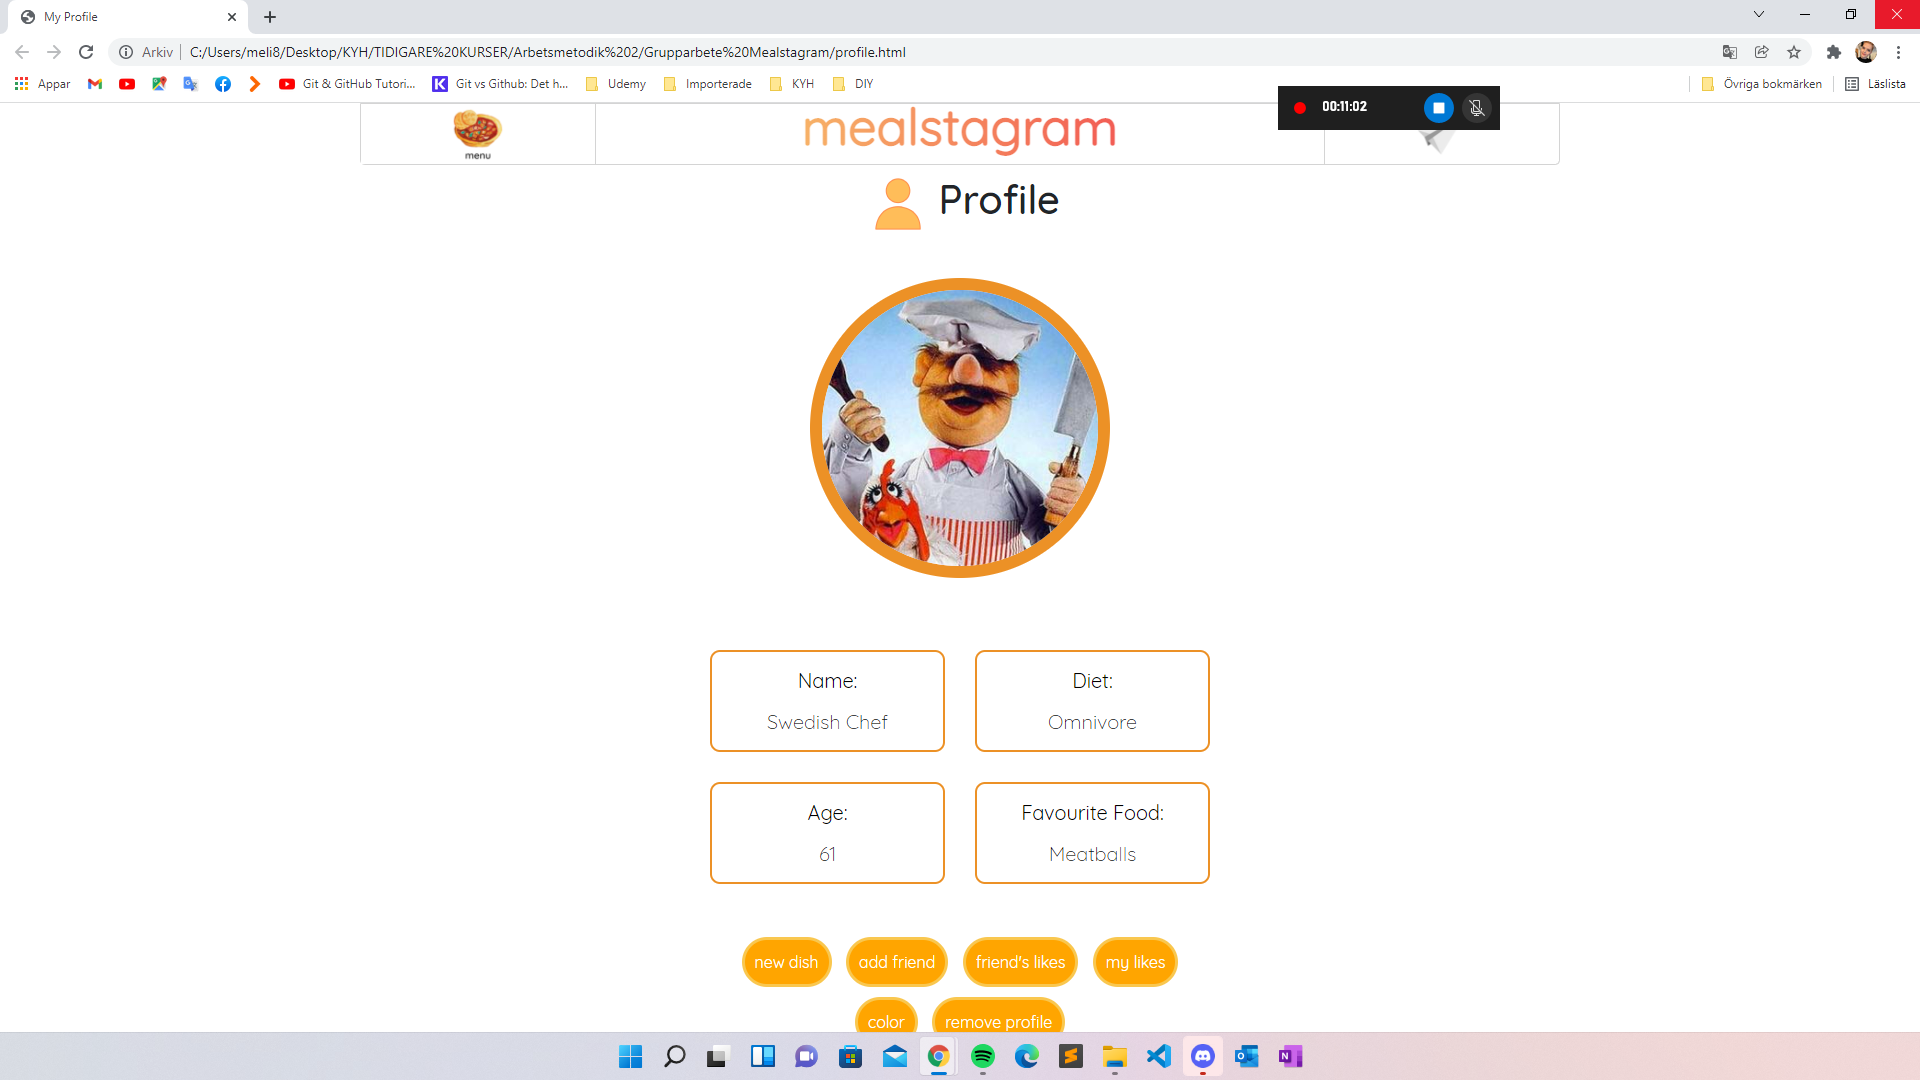 My Profile
Arkiv
C:/Users/meli8/Desktop/KYH/TIDIGARE%20KURSER/Arbetsmetodik%202/Grupparbete%20Mealstagram/profile.html
Appar
Git & GitHub Tutori...
K
Git vs Github: Det h...
Udemy
Importerade
KYH
DIY
Övriga bokmärken
Läslista
00:11:02
menu
mealstagram
Profile
Name:
Swedish Chef
Diet:
Omnivore
Age:
61
Favourite Food:
Meatballs
new dish
add friend
friend's likes
my likes
color
remove profile